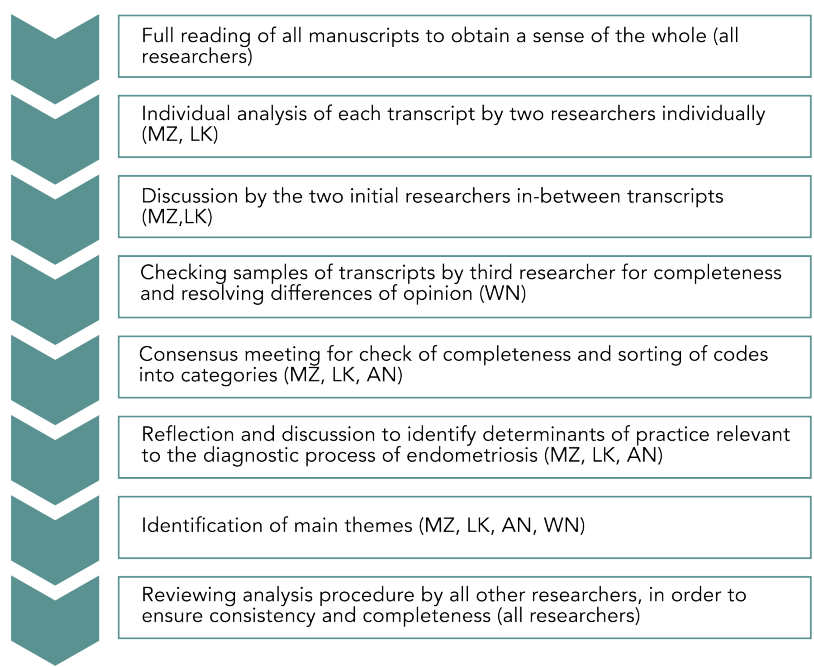 Full reading of all manuscripts to obtain a sense of the whole (all
researchers)
Individual analysis of each transcript by two researchers individually
(MZ, LK)
Discussion by the two initial researchers in-between transcripts
(MZ,LK)
Checking samples of transcripts by third researcher for completeness
and resolving differences of opinion (WN)
Consensus meeting for check of completeness and sorting of codes
into categories (MZ, LK, AN)
Reflection and discussion to identify determinants of practice relevant
to the diagnostic process of endometriosis (MZ, LK, AN)
Identification of main themes (MZ, LK, AN, WN)
Reviewing analysis procedure by all other researchers, in order to
ensure consistency and completeness (all researchers)